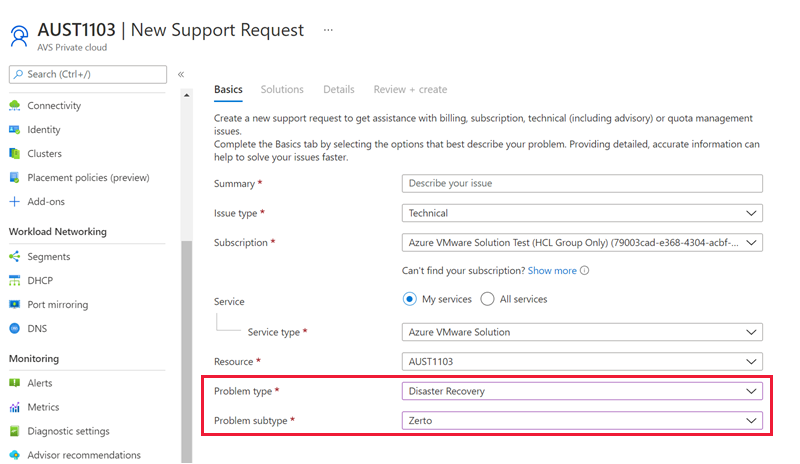 AUST1103 | New Support Request ...
AVS Private cloud
Search (Ctrl+/)
«
Connectivity
Identity
Clusters
Placement policies (preview)
Add-ons
Workload Networking
Segments
DHCP
Port mirroring
DNS
Monitoring
Alerts
Metrics
Diagnostic settings
Advisor recommendations
Basics Solutions Details Review + create
Create a new support request to get assistance with billing, subscription, technical (including advisory) or quota management
issues.
Complete the Basics tab by selecting the options that best describe your problem. Providing detailed, accurate information can
help to solve your issues faster.
Summary * Describe your issue
Issue type * Technical
Subscription * Azure VMware Solution Test (HCL Group Only) (79003cad-e368-4304-acbf-...
Can't find your subscription? Show more
Service My services All services
Service type * Azure VMware Solution
Resource * AUST1103
Problem type * Disaster Recovery
Problem subtype * Zerto